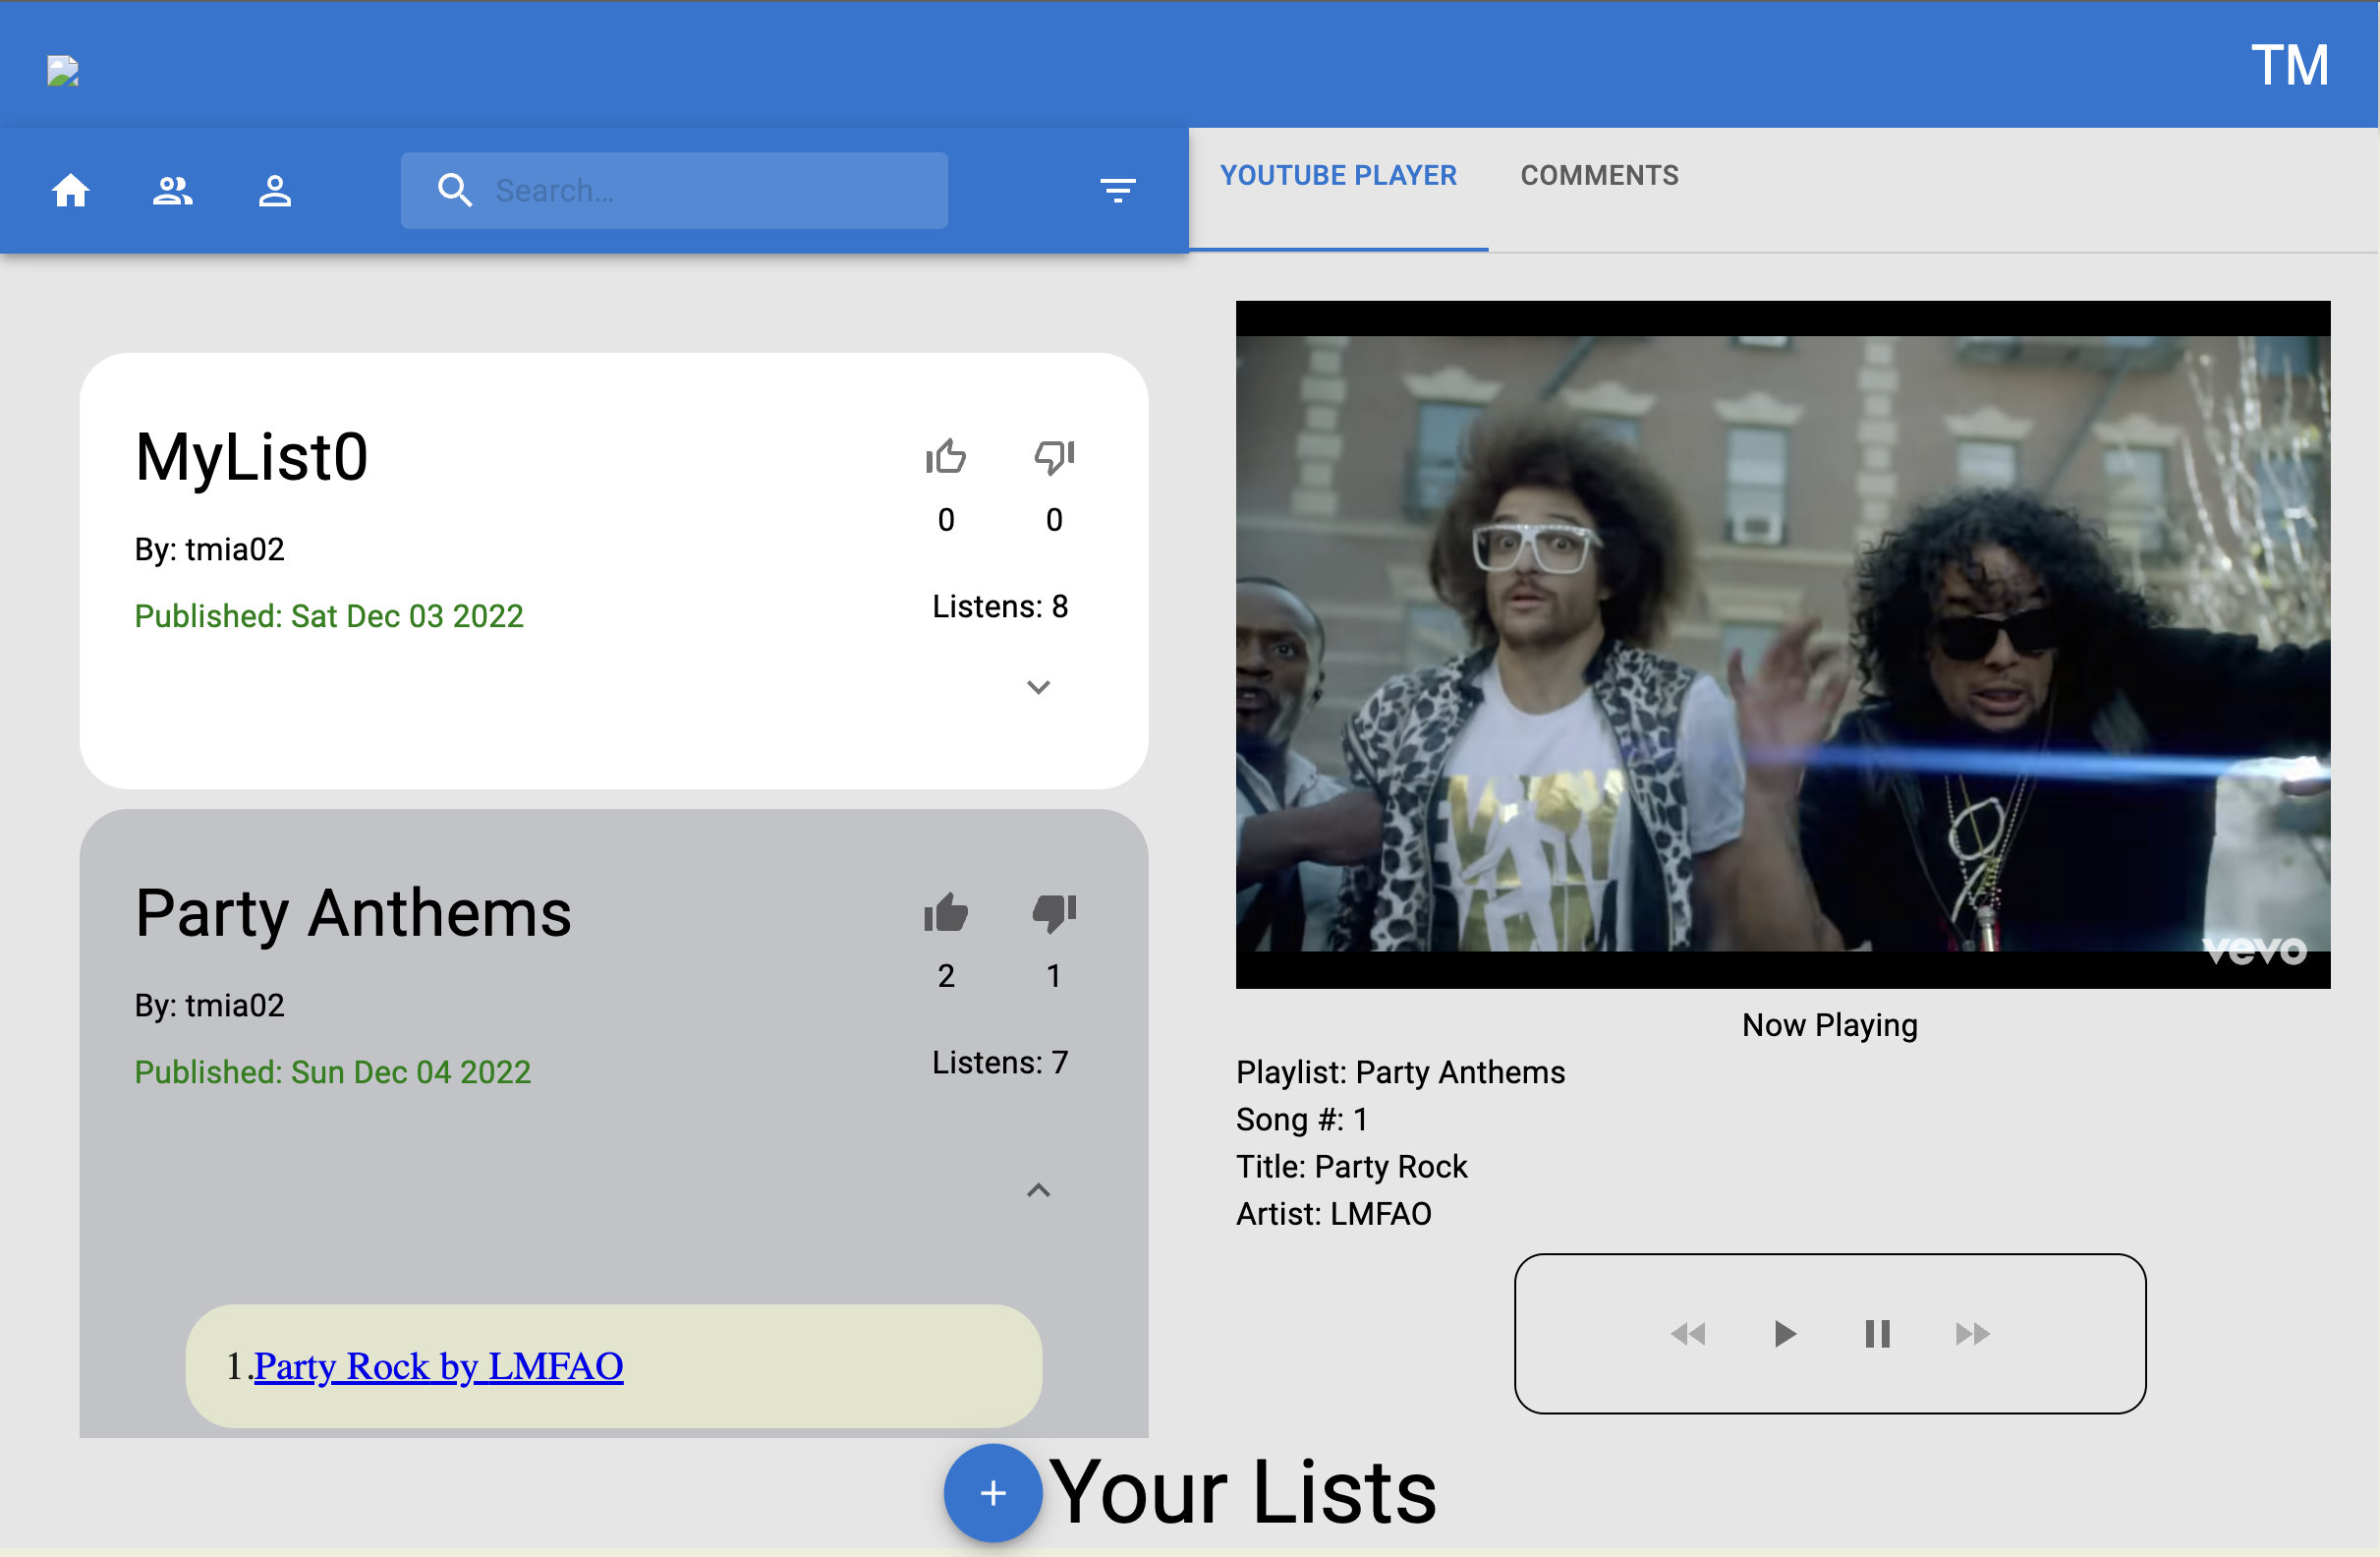 TM
Search...
YOUTUBE PLAYER
COMMENTS
MyList0
0 0
By: tmia02
Listens: 8
Published: Sat Dec 03 2022
Party Anthems
2 1
By: tmia02
Listens: 7
Published: Sun Dec 04 2022
1.Party Rock by LMFAO
vevo
Now Playing
Playlist: Party Anthems
Song #: 1
Title: Party Rock
Artist: LMFAO
+ Your Lists